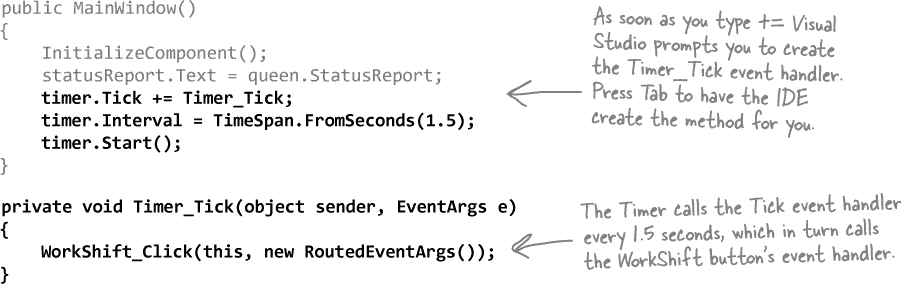 public MainWindow()
{
InitializeComponent();
statusReport.Text = queen.StatusReport;
timer.Tick += Timer_Tick;
timer.Interval = TimeSpan.FromSeconds(1.5);
timer.Start();
}
As soon as you type += Visual
Studio prompts you to create
the Timer_Tick event handler.
Press Tab to have the IDE
create the method for you.
private void Timer_Tick(object sender, EventArgs e)
{
WorkShift_Click(this, new RoutedEventArgs());
}
The Timer calls the Tick event handler
every 1.5 seconds, which in turn calls
the WorkShift button's event handler.